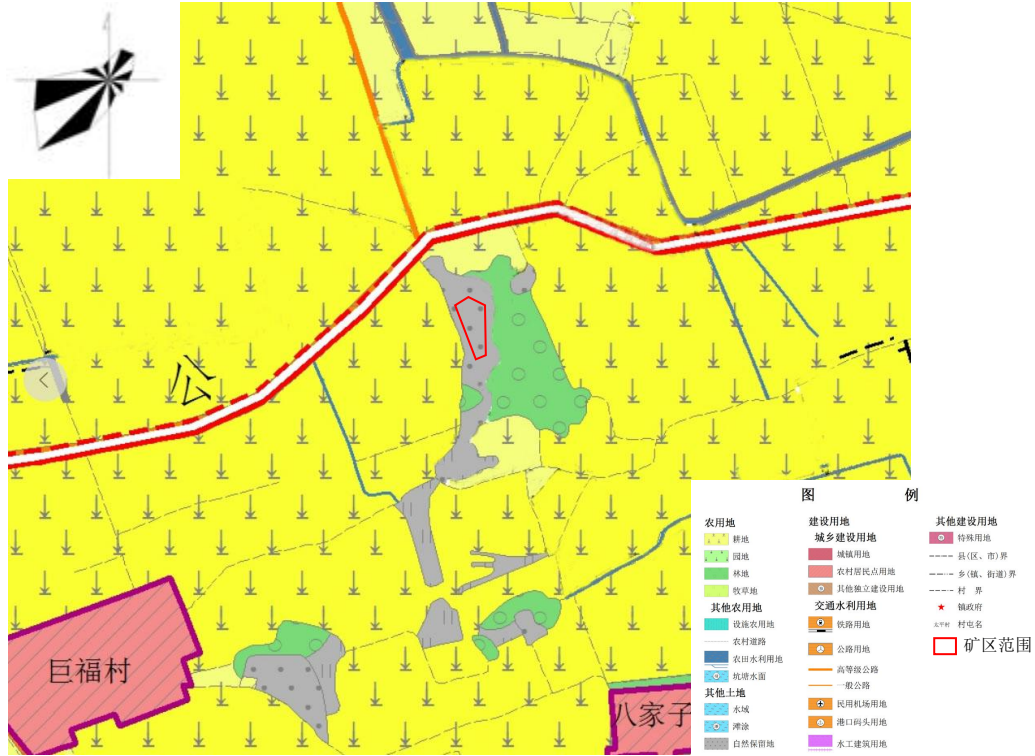 公
巨福村
八家子
图 例
农用地
耕地
园地
林地
牧草地
其他农用地
设施农用地
农村道路
农田水利用地
坑塘水面
其他土地
水域
滩涂
自然保留地
建设用地
城乡建设用地
城镇用地
农村居民点用地
其他独立建设用地
交通水利用地
铁路用地
公路用地
高等级公路
一般公路
民用机场用地
港口码头用地
水工建筑用地
其他建设用地
特殊用地
县(区、市)界
乡(镇、街道)界
村 界
镇政府
太平村 村屯名
矿区范围